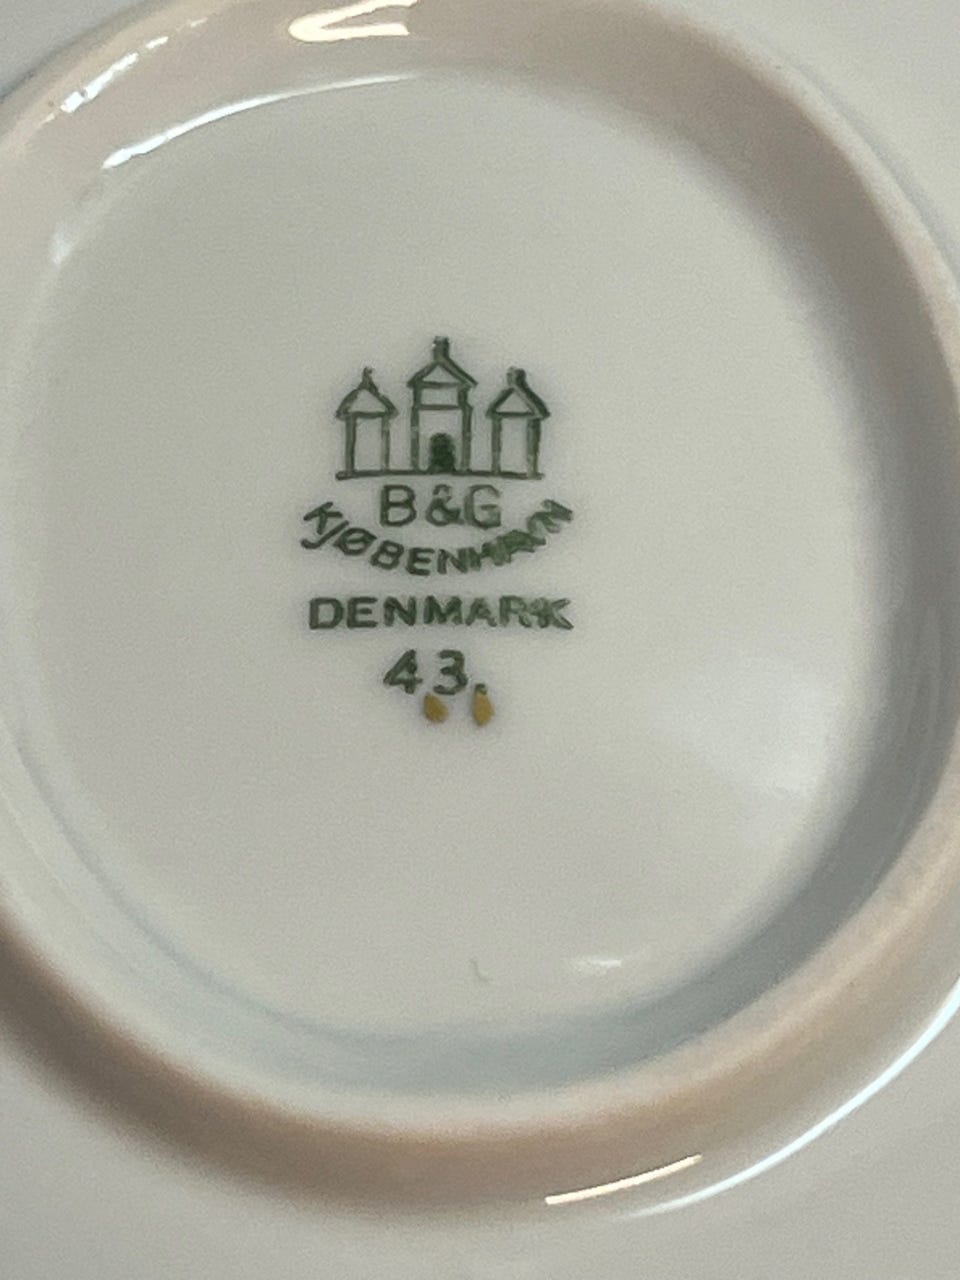 B&G
KJØBENHAVN
DENMARK
43.